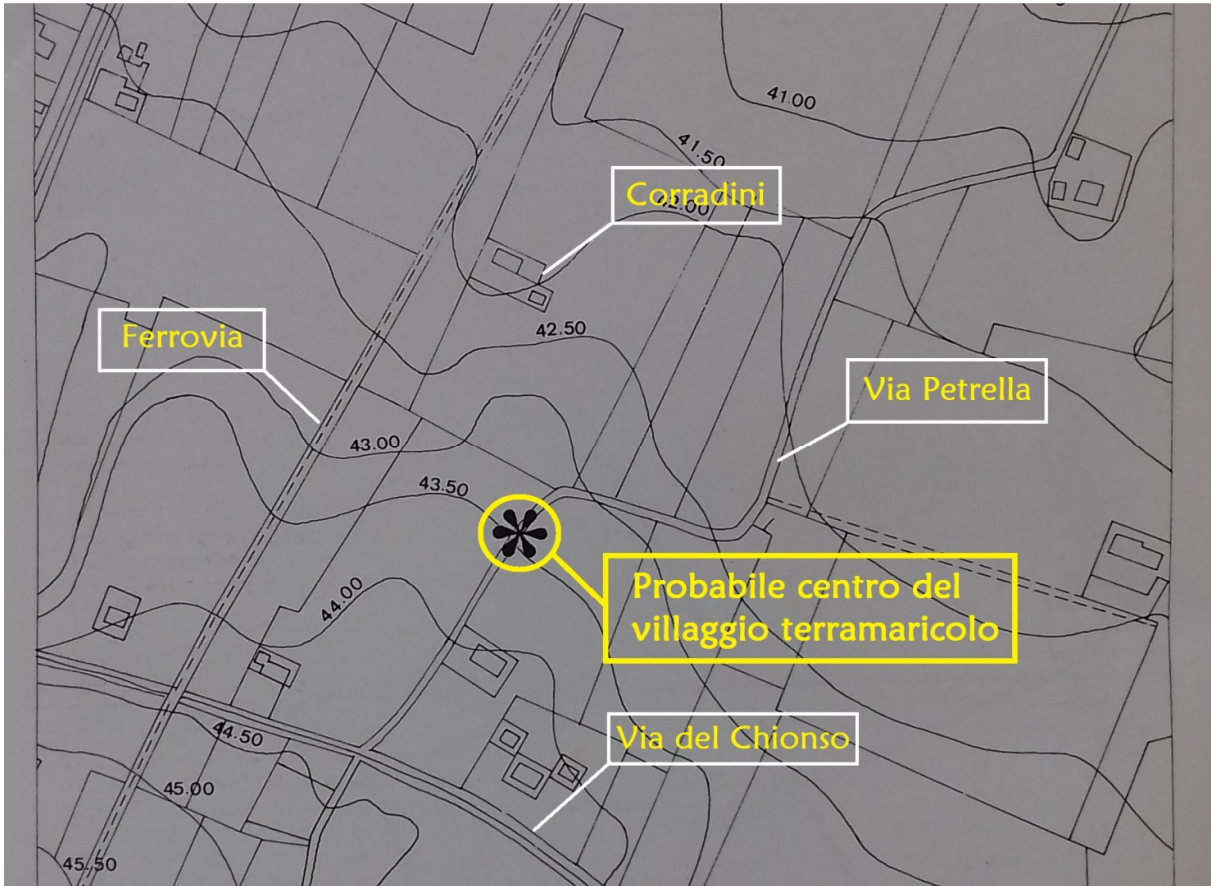 41.00
41.50
Corradini
42.00
Ferrovia
42.50
Via Petrella
43.00
43.50
Probabile centro del
villaggio terramaricolo
44.00
Via del Chionso
44.50
45.00
45.50